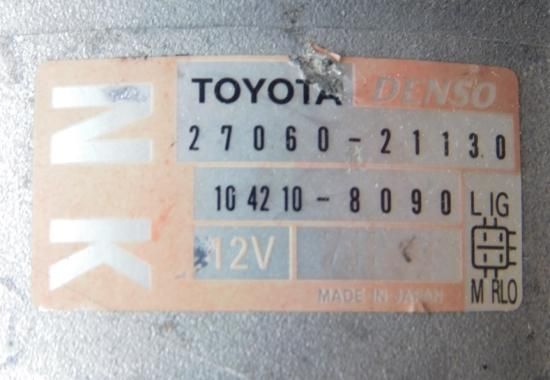 TOYOTA DENSO
27060-21130
104210-8090
12V
MADE IN JAPAN
L IG
M RLO
NK